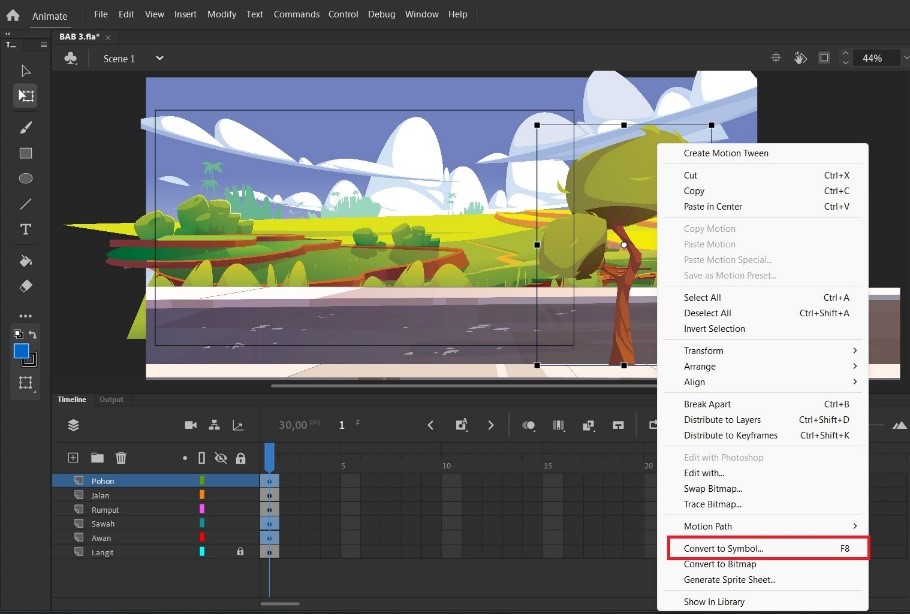 Animate
File Edit View Insert Modify Text Commands Control Debug Window Help
T...
BAB 3.fla* ×
Scene 1
44%
T
Create Motion Tween
Cut Ctrl+X
Copy Ctrl+C
Paste in Center Ctrl+V
Copy Motion
Paste Motion
Paste Motion Special...
Save as Motion Preset...
Select All Ctrl+A
Deselect All Ctrl+Shift+A
Invert Selection
Transform
Arrange
Align
Break Apart Ctrl+B
Distribute to Layers Ctrl+Shift+D
Distribute to Keyframes Ctrl+Shift+K
Edit with Photoshop
Edit with...
Swap Bitmap...
Trace Bitmap...
Motion Path
Convert to Symbol... F8
Convert to Bitmap
Generate Sprite Sheet...
Show In Library
Timeline Output
30,00 FPS 1 F
5 10 15 20
Pohon
Jalan
Rumput
Sawah
Awan
Langit